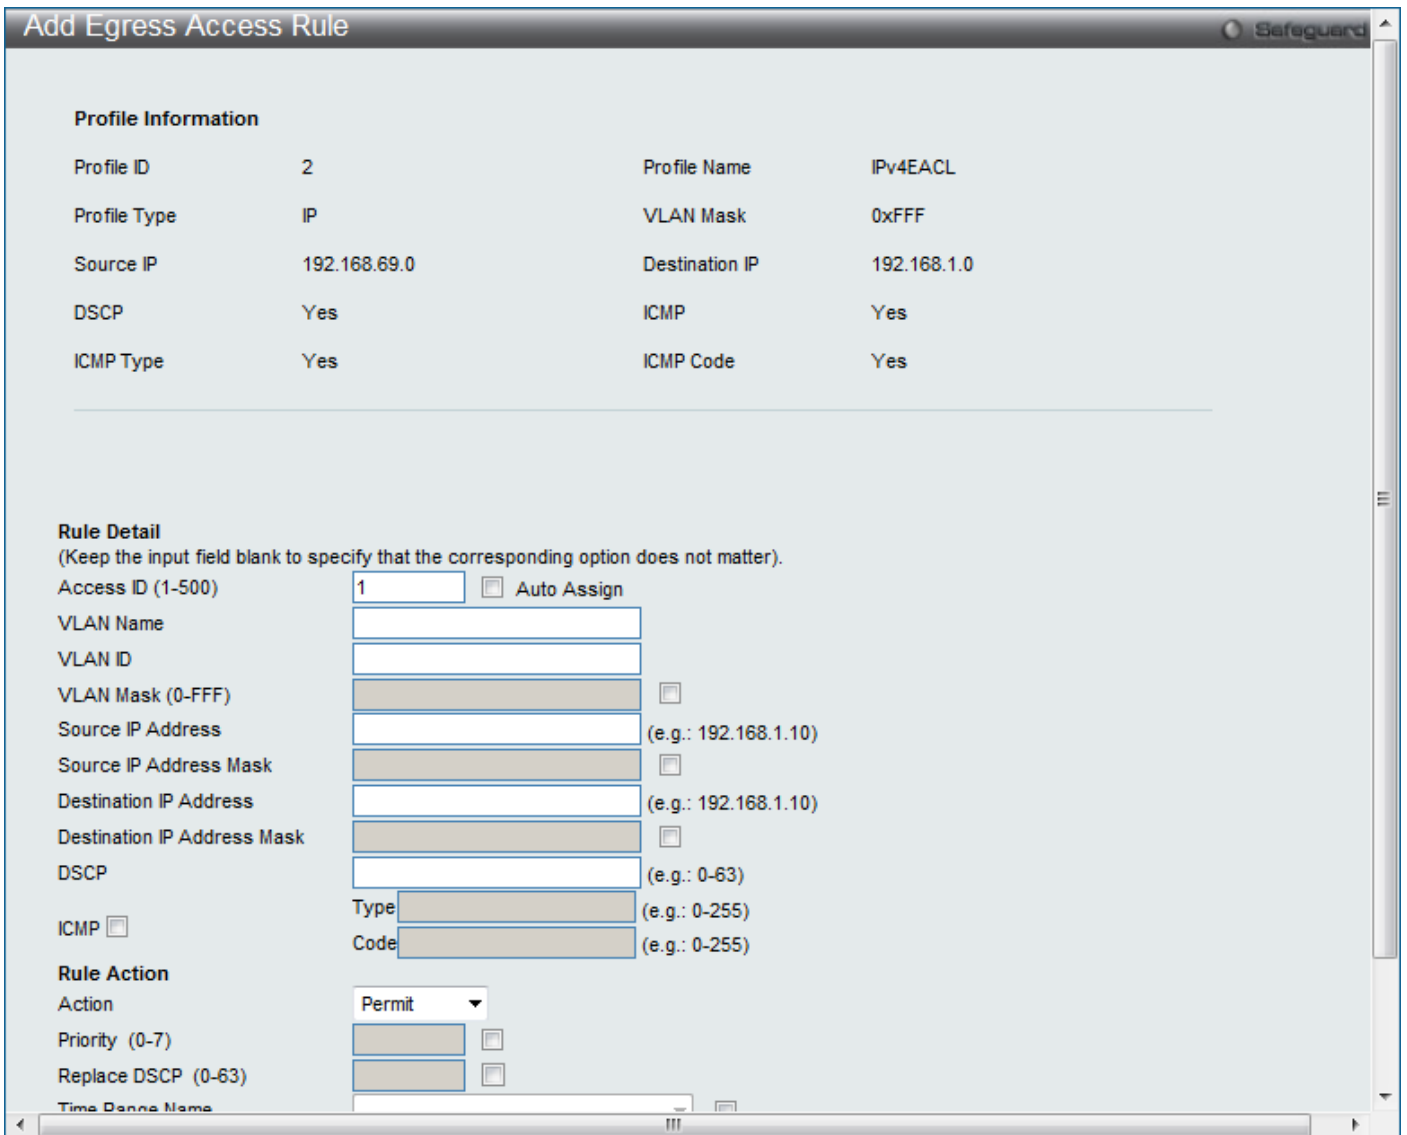 Add Egress Access Rule Safeguard
Profile Information
Profile ID 2 Profile Name IPv4EACL
Profile Type IP VLAN Mask 0xFFF
Source IP 192.168.69.0 Destination IP 192.168.1.0
DSCP Yes ICMP Yes
ICMP Type Yes ICMP Code Yes
Rule Detail
(Keep the input field blank to specify that the corresponding option does not matter).
Access ID (1-500) 1 Auto Assign
VLAN Name
VLAN ID
VLAN Mask (0-FFF)
Source IP Address (e.g.: 192.168.1.10)
Source IP Address Mask
Destination IP Address (e.g.: 192.168.1.10)
Destination IP Address Mask
DSCP (e.g.: 0-63)
ICMP Type (e.g.: 0-255)
Code (e.g.: 0-255)
Rule Action
Action Permit
Priority (0-7)
Replace DSCP (0-63)
Time Range Name